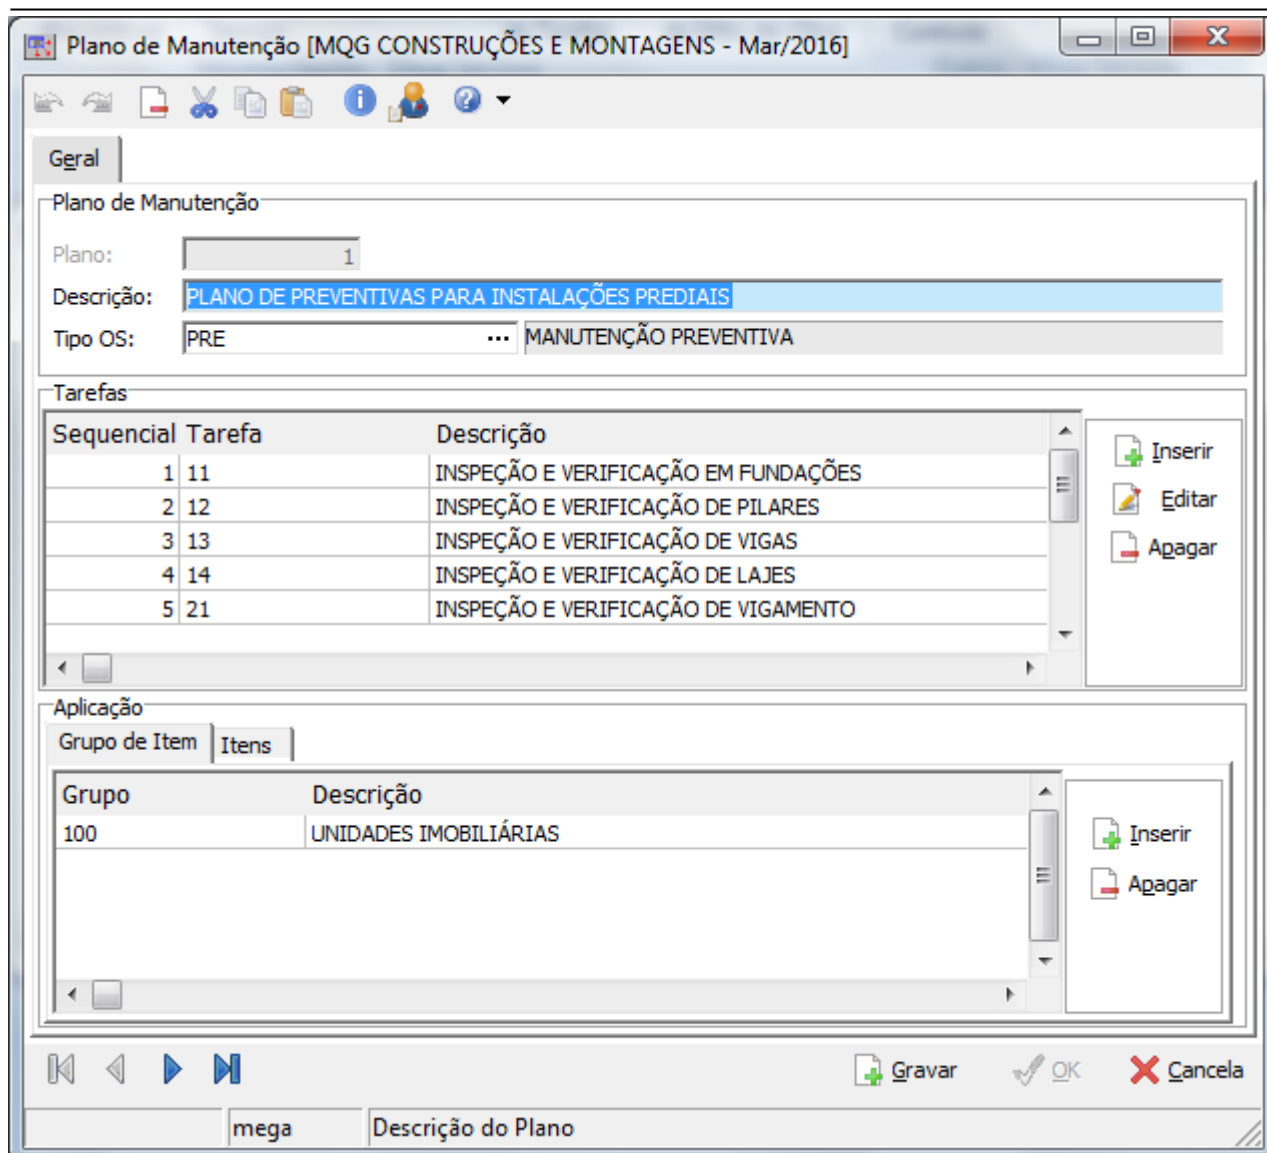 Plano de Manutenção [MQG CONSTRUÇÕES E MONTAGENS - Mar/2016]
Geral
Plano de Manutenção
Plano: 1
Descrição: PLANO DE PREVENTIVAS PARA INSTALAÇÕES PREDIAIS
Tipo OS: PRE ... MANUTENÇÃO PREVENTIVA
Tarefas
Sequencial Tarefa Descrição
1 11 INSPEÇÃO E VERIFICAÇÃO EM FUNDAÇÕES
2 12 INSPEÇÃO E VERIFICAÇÃO DE PILARES
3 13 INSPEÇÃO E VERIFICAÇÃO DE VIGAS
4 14 INSPEÇÃO E VERIFICAÇÃO DE LAJES
5 21 INSPEÇÃO E VERIFICAÇÃO DE VIGAMENTO
Inserir
Editar
Apagar
Aplicação
Grupo de Item Itens
Grupo Descrição
100 UNIDADES IMOBILIÁRIAS
Inserir
Apagar
Gravar OK Cancela
mega Descrição do Plano